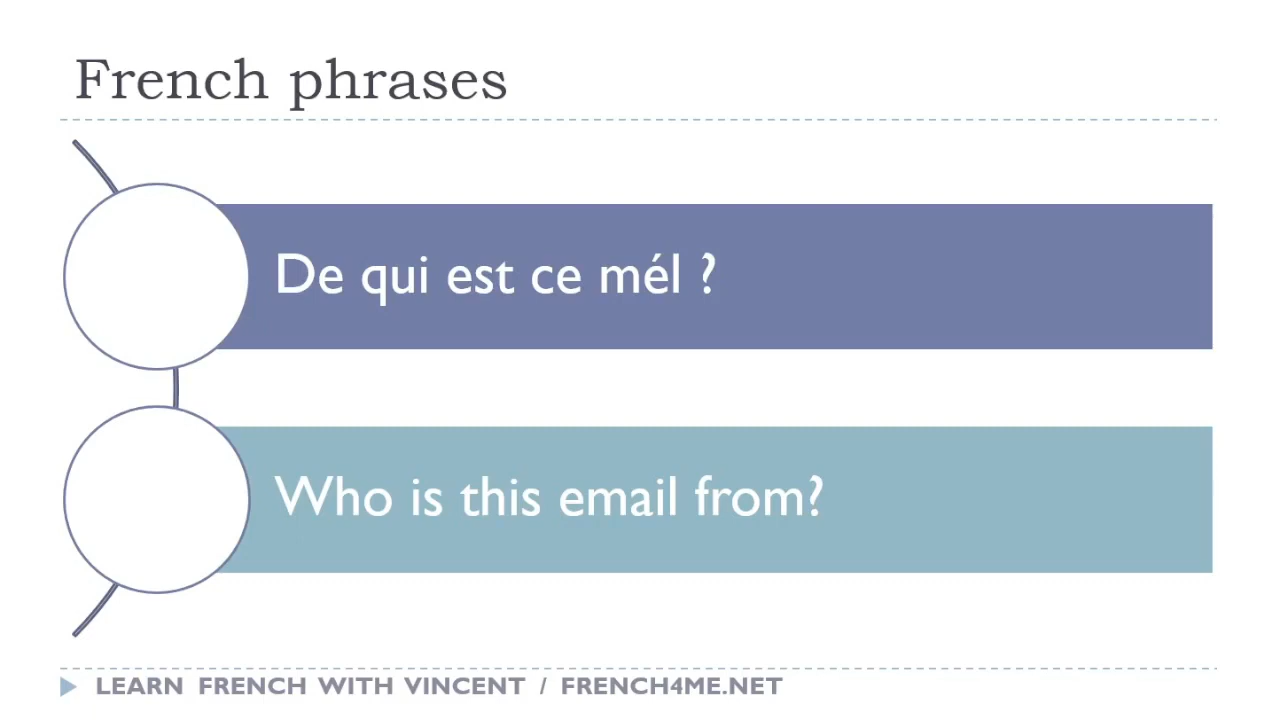 French phrases
De qui est ce mél ?
Who is this email from?
LEARN FRENCH WITH VINCENT / FRENCH4ME.NET